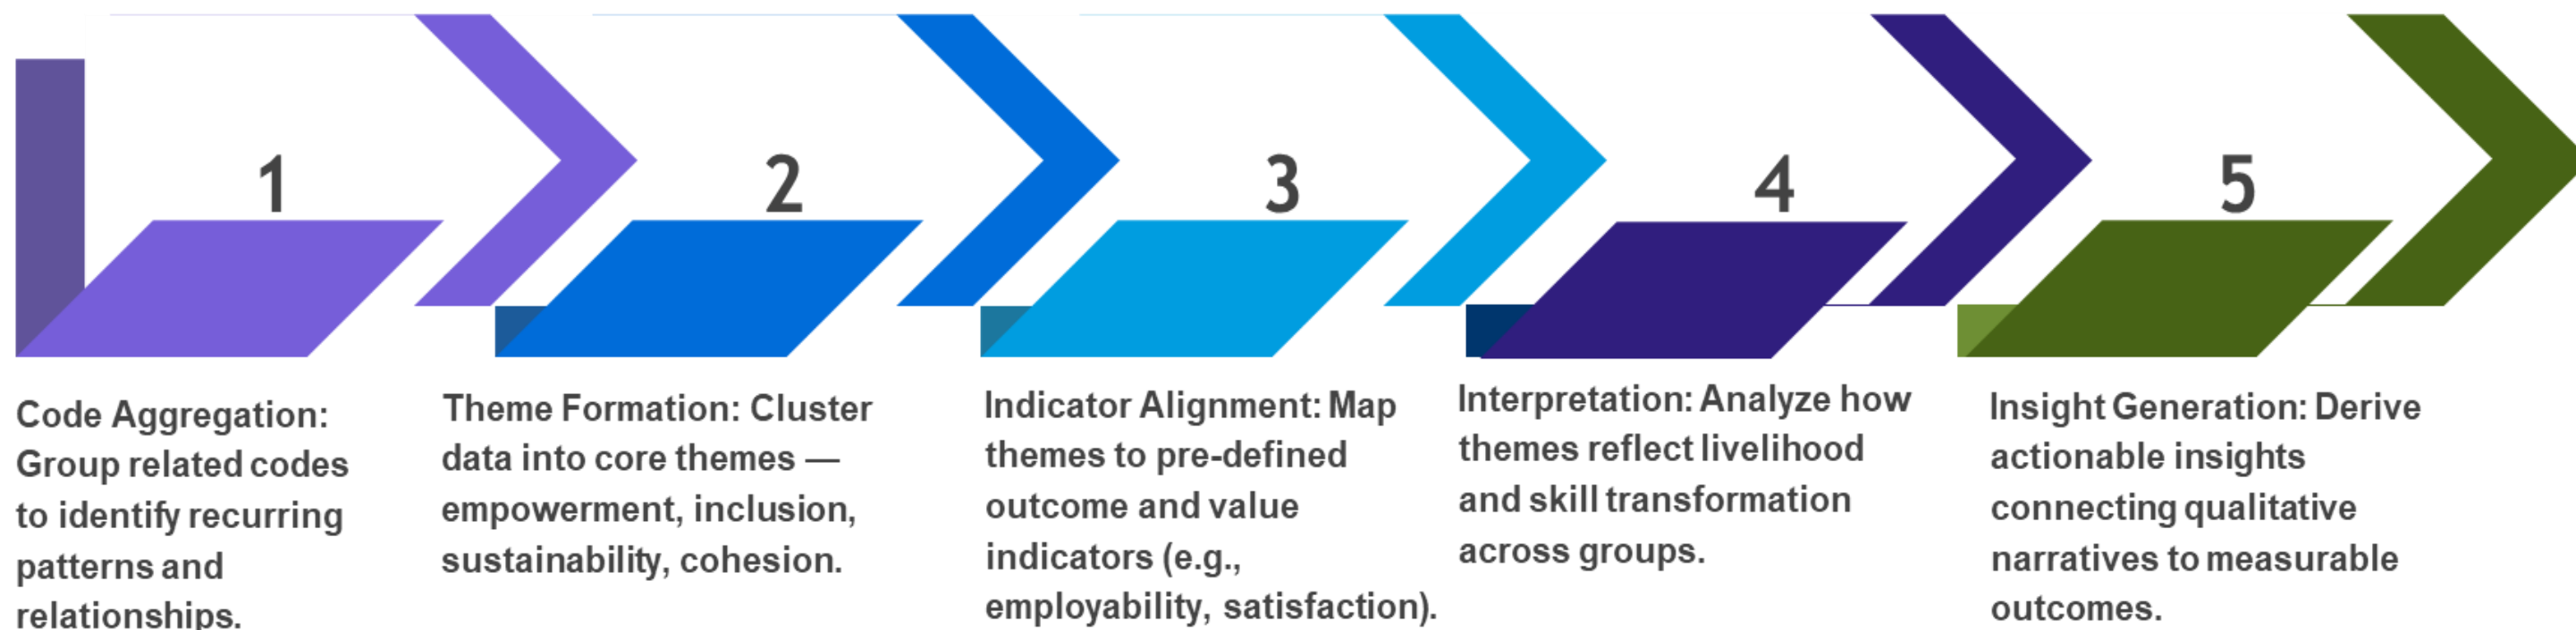 1
Code Aggregation:
Group related codes
to identify recurring
patterns and
relationships.
2
Theme Formation: Cluster
data into core themes —
empowerment, inclusion,
sustainability, cohesion.
3
Indicator Alignment: Map
themes to pre-defined
outcome and value
indicators (e.g.,
employability, satisfaction).
4
Interpretation: Analyze how
themes reflect livelihood
and skill transformation
across groups.
5
Insight Generation: Derive
actionable insights
connecting qualitative
narratives to measurable
outcomes.